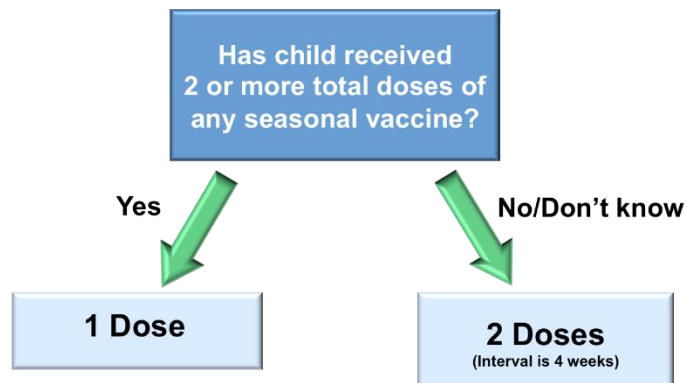 Has child received
2 or more total doses of
any seasonal vaccine?
Yes
No/Don't know
1 Dose
2 Doses
(Interval is 4 weeks)